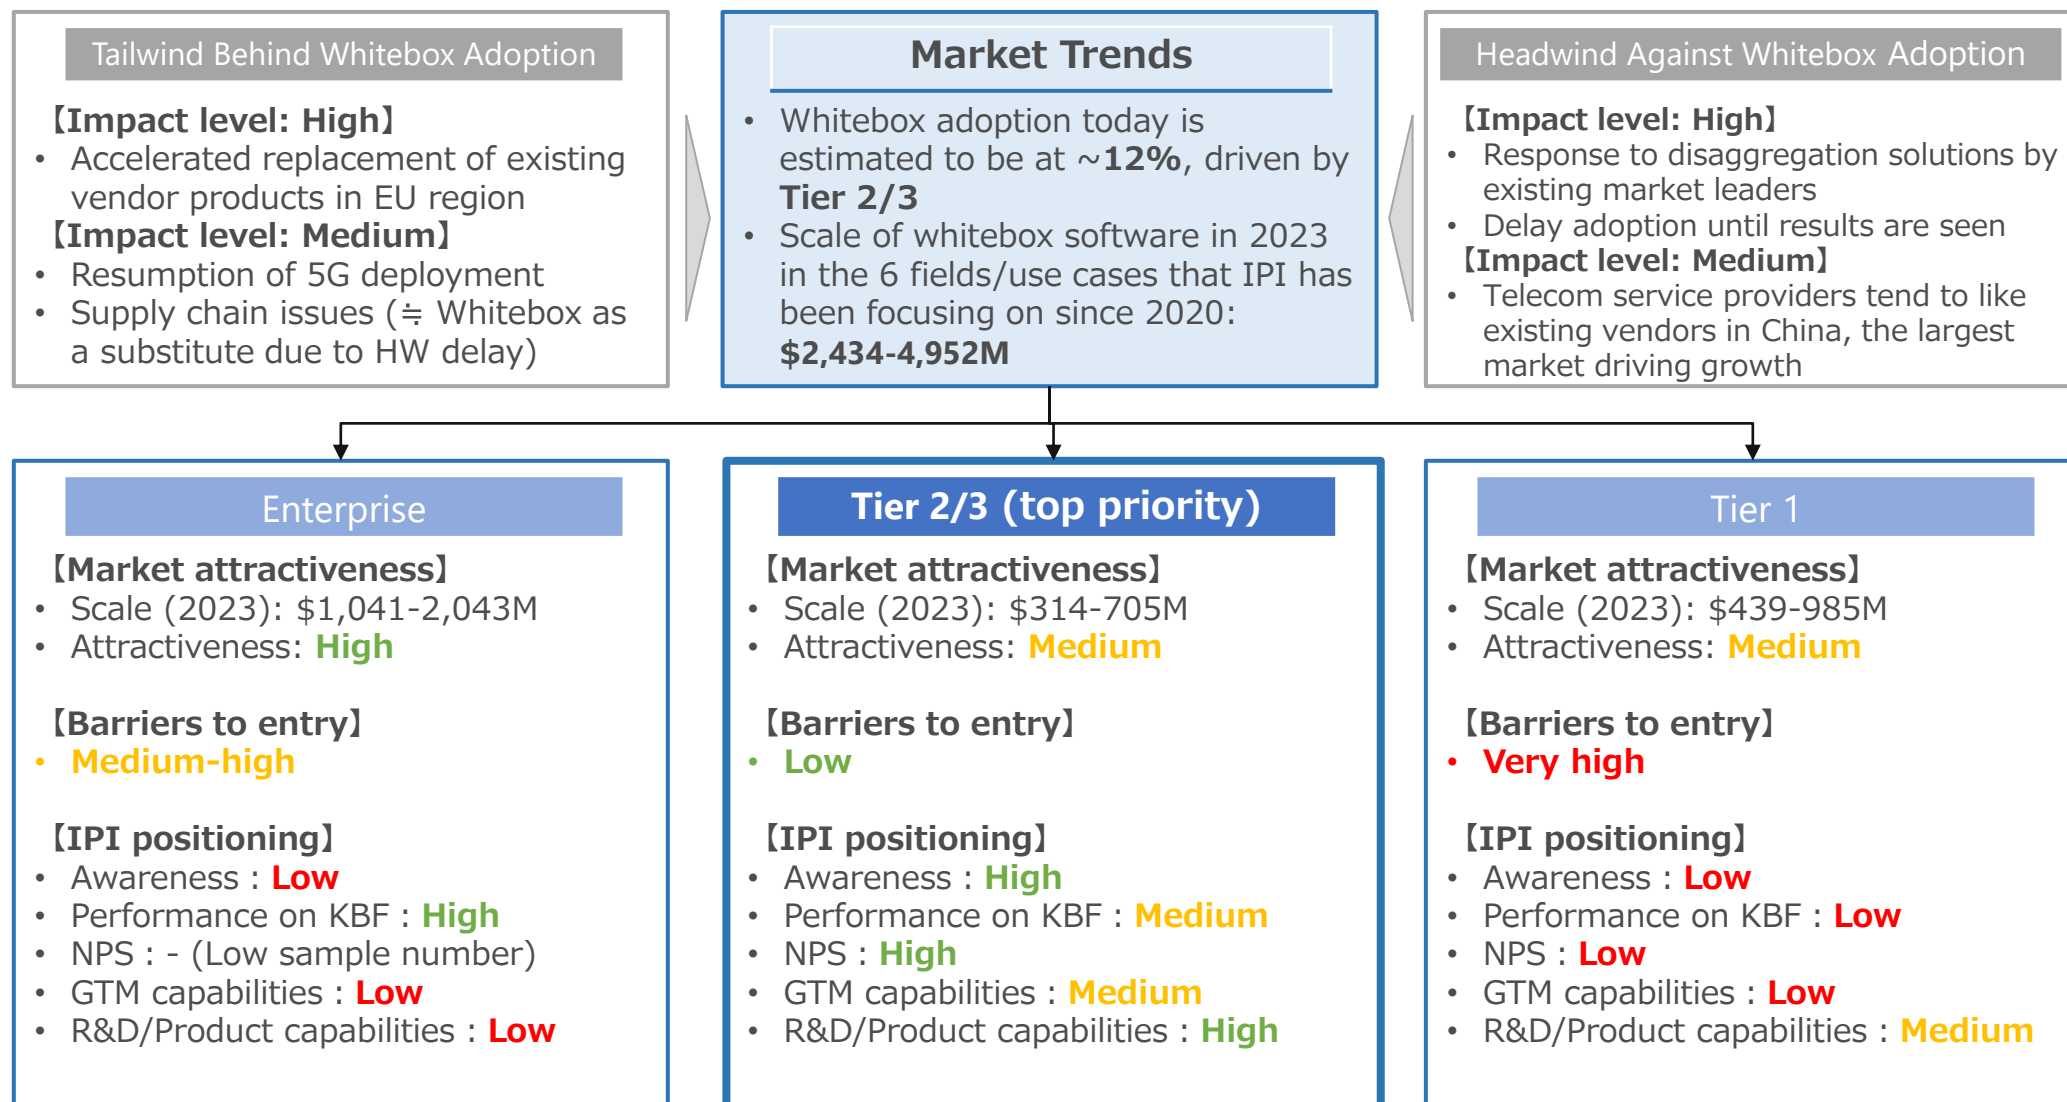 Tailwind Behind Whitebox Adoption
【Impact level: High】
• Accelerated replacement of existing
vendor products in EU region
【Impact level: Medium】
• Resumption of 5G deployment
• Supply chain issues (≒ Whitebox as
a substitute due to HW delay)
Market Trends
• Whitebox adoption today is
estimated to be at ~12%, driven by
Tier 2/3
• Scale of whitebox software in 2023
in the 6 fields/use cases that IPI has
been focusing on since 2020:
$2,434-4,952M
Headwind Against Whitebox Adoption
【Impact level: High】
• Response to disaggregation solutions by
existing market leaders
• Delay adoption until results are seen
【Impact level: Medium】
• Telecom service providers tend to like
existing vendors in China, the largest
market driving growth
Enterprise
【Market attractiveness】
• Scale (2023): $1,041-2,043M
• Attractiveness: High
【Barriers to entry】
• Medium-high
【IPI positioning】
• Awareness : Low
• Performance on KBF : High
• NPS : - (Low sample number)
• GTM capabilities : Low
• R&D/Product capabilities : Low
Tier 2/3 (top priority)
【Market attractiveness】
• Scale (2023): $314-705M
• Attractiveness: Medium
【Barriers to entry】
• Low
【IPI positioning】
• Awareness : High
• Performance on KBF : Medium
• NPS : High
• GTM capabilities : Medium
• R&D/Product capabilities : High
Tier 1
【Market attractiveness】
• Scale (2023): $439-985M
• Attractiveness: Medium
【Barriers to entry】
• Very high
【IPI positioning】
• Awareness : Low
• Performance on KBF : Low
• NPS : Low
• GTM capabilities : Low
• R&D/Product capabilities : Medium